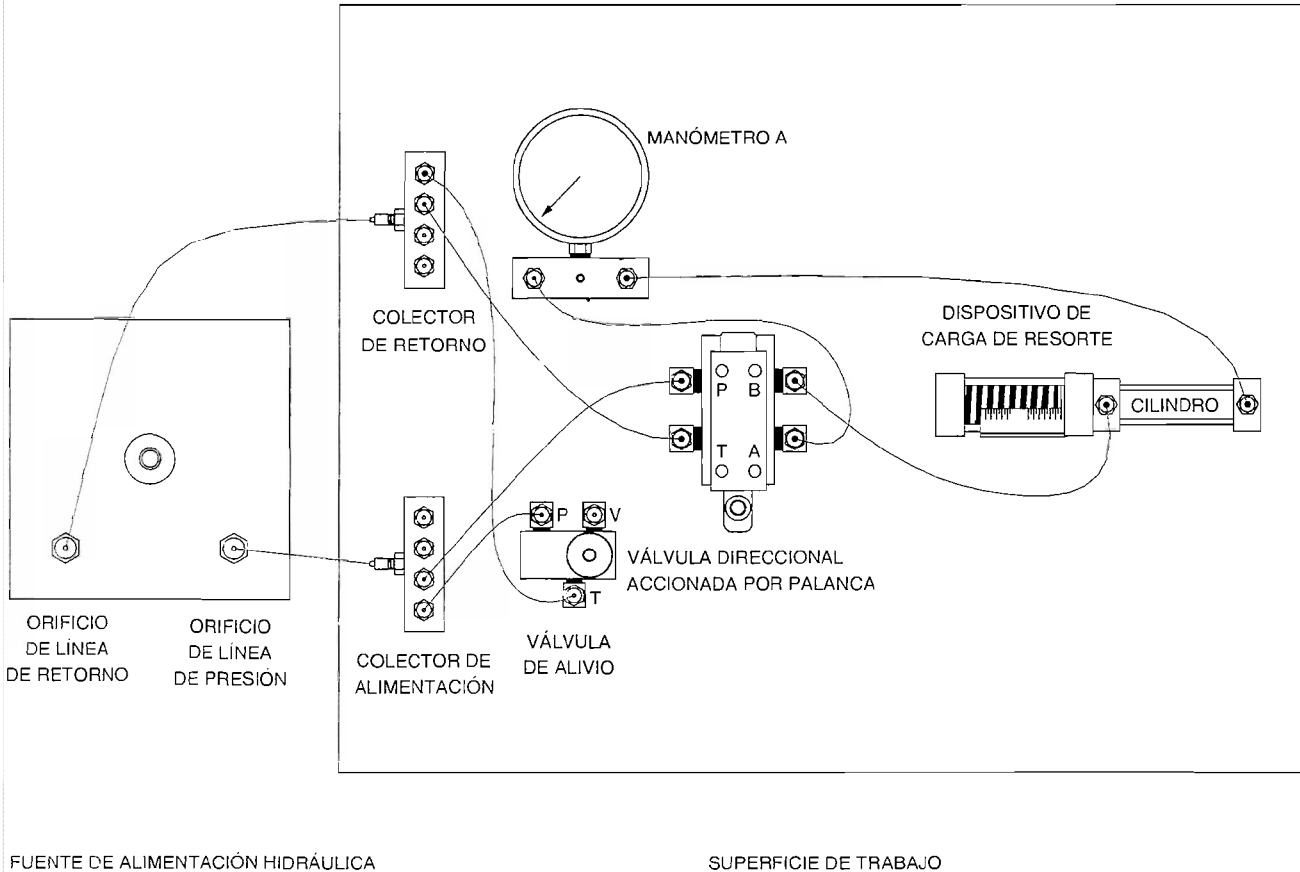 MANÓMETRO A
COLECTOR
DE RETORNO
DISPOSITIVO DE
CARGA DE RESORTE
P B
CILINDRO
T A
P V
VÁLVULA DIRECCIONAL
ACCIONADA POR PALANCA
T
ORIFICIO
DE LÍNEA
DE RETORNO
ORIFICIO
DE LÍNEA
DE PRESIÓN
COLECTOR DE
ALIMENTACIÓN
VÁLVULA
DE ALIVIO
FUENTE DE ALIMENTACIÓN HIDRÁULICA
SUPERFICIE DE TRABAJO